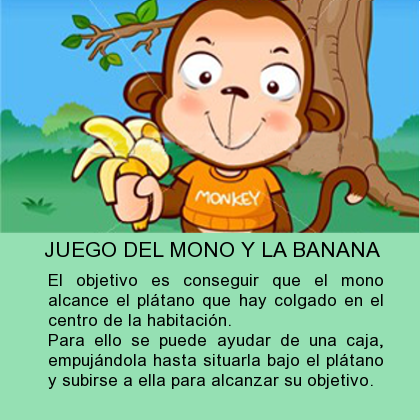 MONKEY
JUEGO DEL MONO Y LA BANANA
El objetivo es conseguir que el mono
alcance el plátano que hay colgado en el
centro de la habitación.
Para ello se puede ayudar de una caja,
empujándola hasta situarla bajo el plátano
y subirse a ella para alcanzar su objetivo.